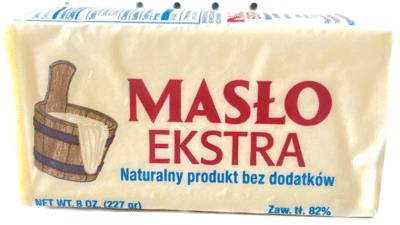 MASŁO
EKSTRA
Naturalny produkt bez dodatków
NET WT. 8 OZ. (227 gr)
Zaw. tł. 82%